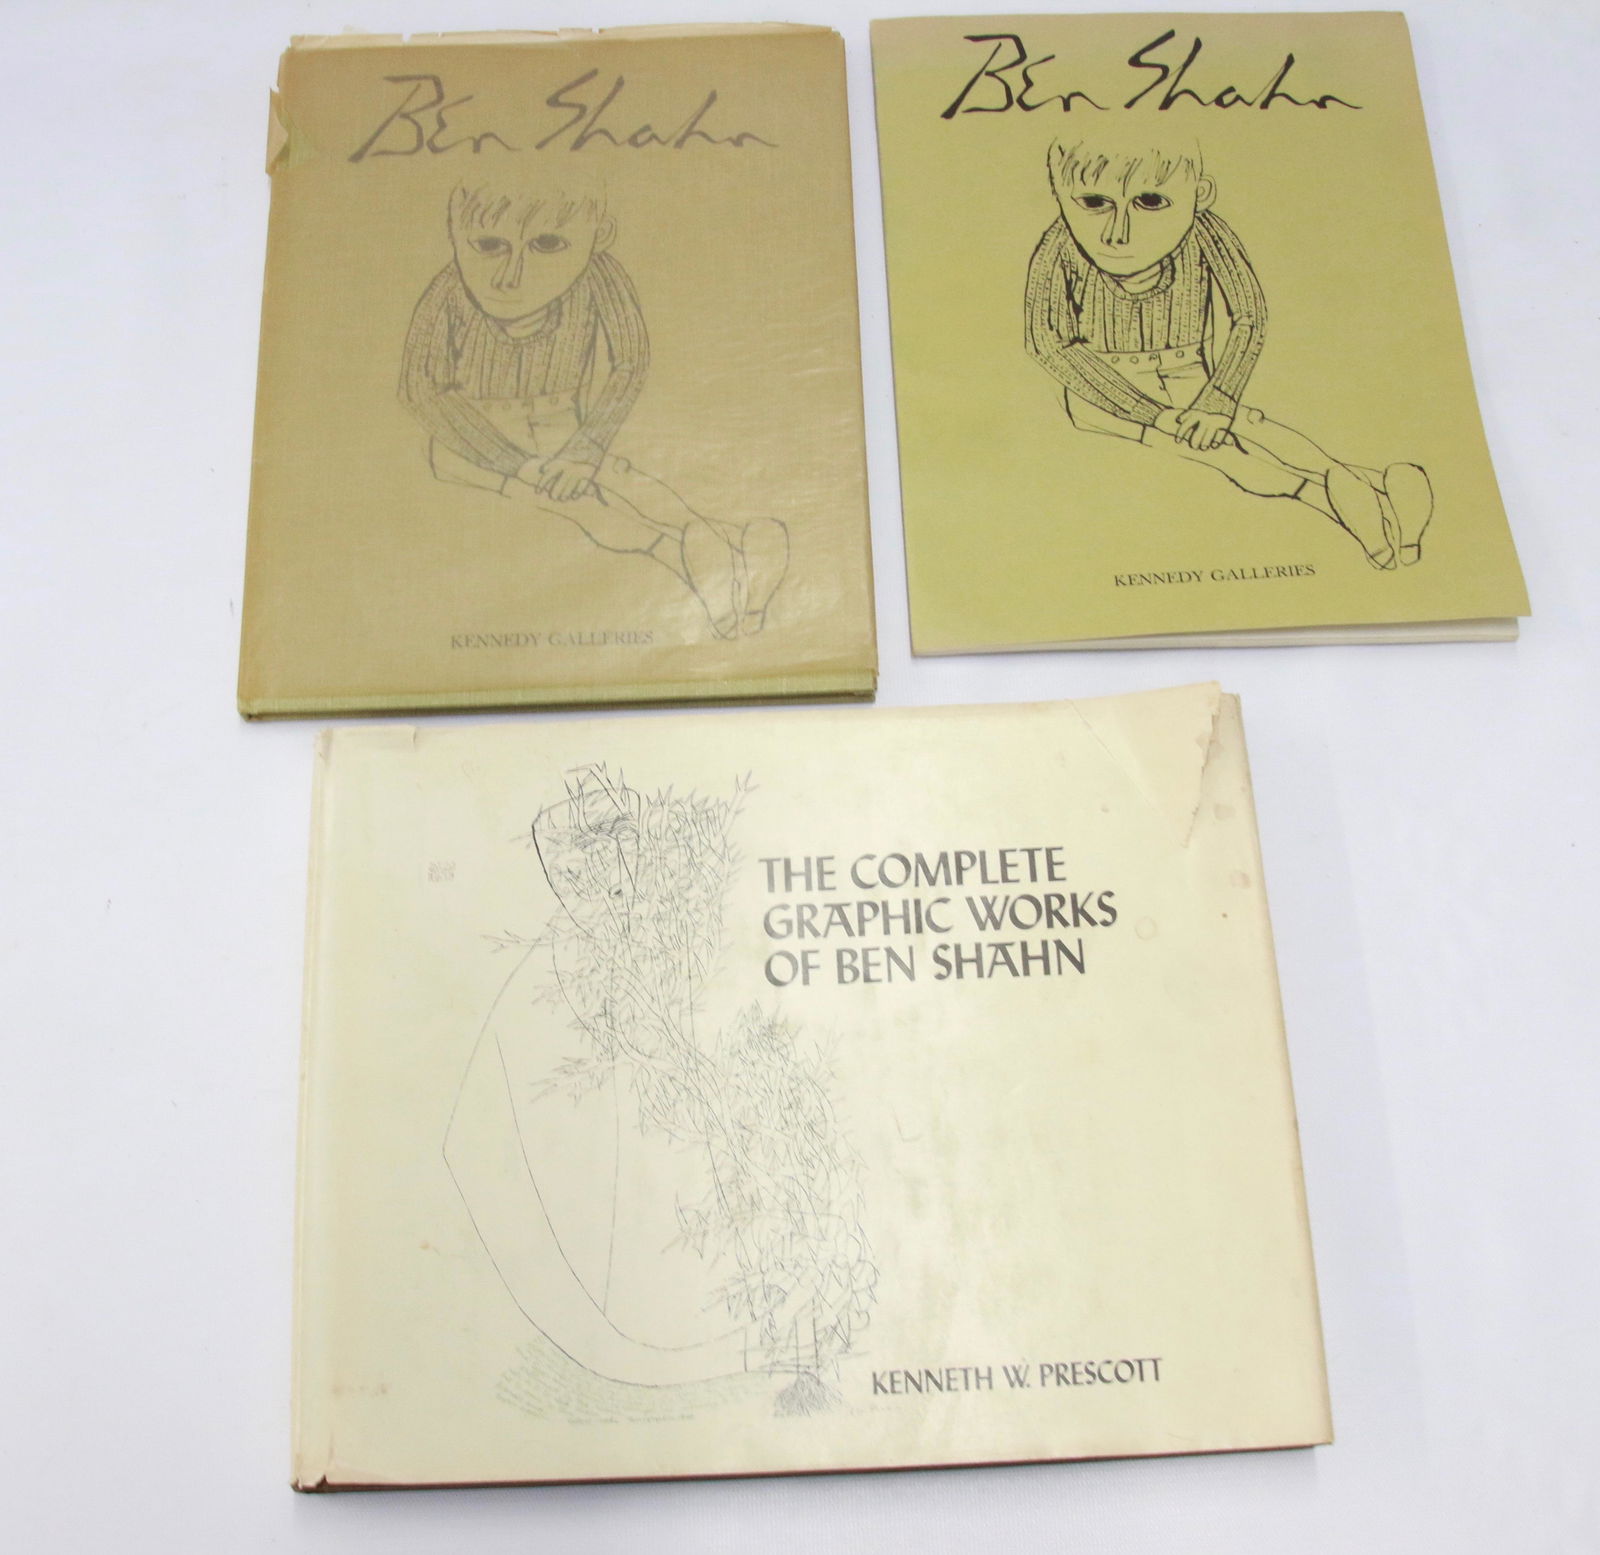 Ben Shahn
KENNEDY GALLERIES
Ben Shahn
KENNEDY GALLERIES
THE COMPLETE
GRAPHIC WORKS
OF BEN SHAHN
KENNETH W. PRESCOTT